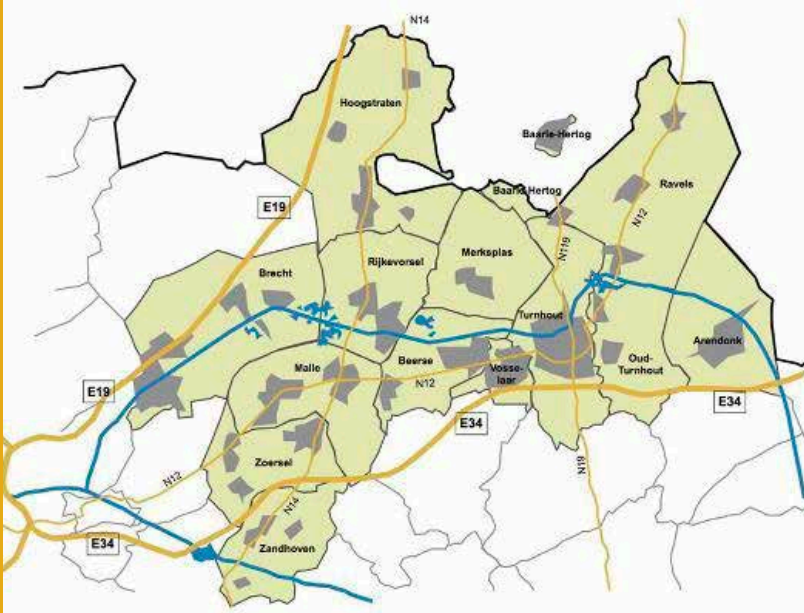 N14
Hoogstraten
Baarle-Hertog
Baarle-Hertog
Ravels
E19
N12
N119
Merksplas
Rijkevorsel
Brecht
Turnhout
Arendonk
Malle
Beerse
Vosse-
laar
Oud-
Turnhout
N12
E19
E34
E34
N19
Zoersel
N12
N14
E34
Zandhoven